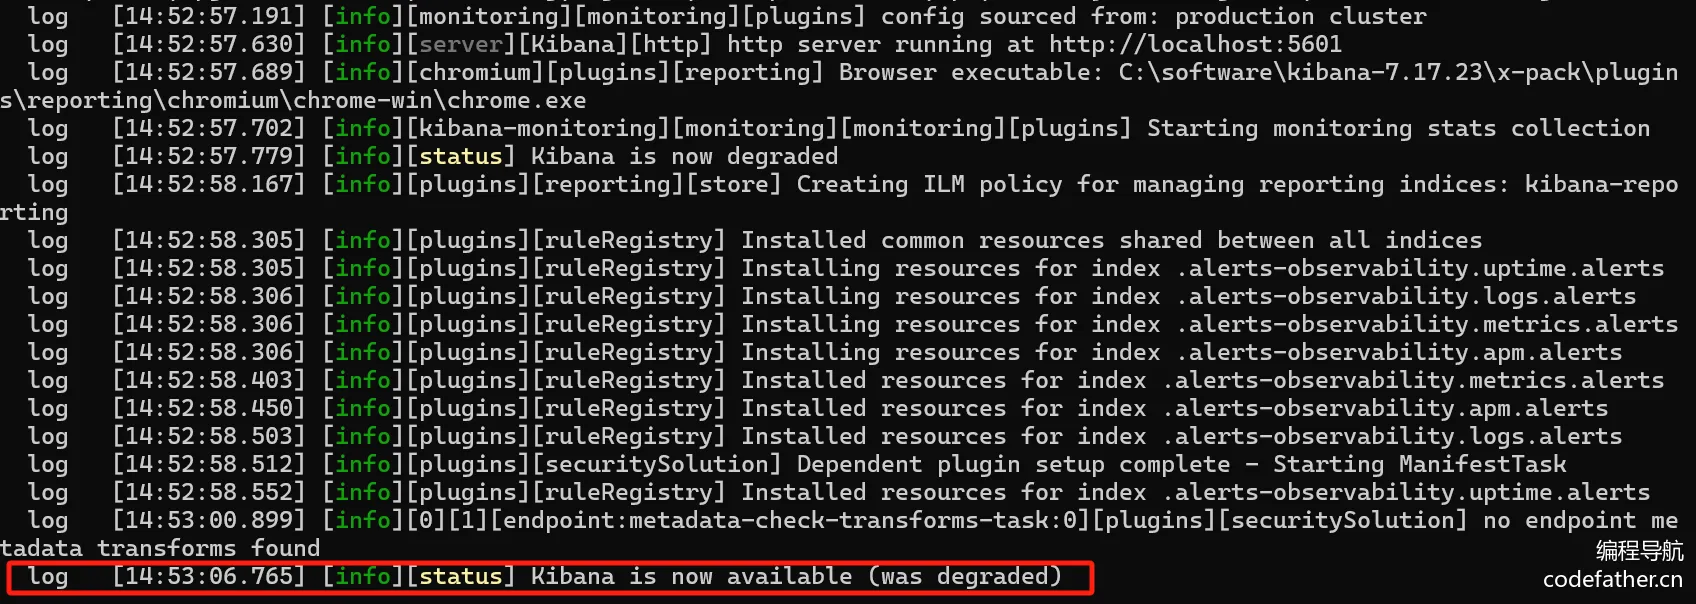 log   [14:52:57.191] [info][monitoring][monitoring][plugins] config sourced from: production cluster
log   [14:52:57.630] [info][server][Kibana][http] http server running at http://localhost:5601
log   [14:52:57.689] [info][chromium][plugins][reporting] Browser executable: C:\software\kibana-7.17.23\x-pack\plugin
s\reporting\chromium\chrome-win\chrome.exe
log   [14:52:57.702] [info][kibana-monitoring][monitoring][monitoring][plugins] Starting monitoring stats collection
log   [14:52:57.779] [info][status] Kibana is now degraded
log   [14:52:58.167] [info][plugins][reporting][store] Creating ILM policy for managing reporting indices: kibana-repo
rting
log   [14:52:58.305] [info][plugins][ruleRegistry] Installed common resources shared between all indices
log   [14:52:58.305] [info][plugins][ruleRegistry] Installing resources for index .alerts-observability.uptime.alerts
log   [14:52:58.306] [info][plugins][ruleRegistry] Installing resources for index .alerts-observability.logs.alerts
log   [14:52:58.306] [info][plugins][ruleRegistry] Installing resources for index .alerts-observability.metrics.alerts
log   [14:52:58.306] [info][plugins][ruleRegistry] Installing resources for index .alerts-observability.apm.alerts
log   [14:52:58.403] [info][plugins][ruleRegistry] Installed resources for index .alerts-observability.metrics.alerts
log   [14:52:58.450] [info][plugins][ruleRegistry] Installed resources for index .alerts-observability.apm.alerts
log   [14:52:58.503] [info][plugins][ruleRegistry] Installed resources for index .alerts-observability.logs.alerts
log   [14:52:58.512] [info][plugins][securitySolution] Dependent plugin setup complete - Starting ManifestTask
log   [14:52:58.552] [info][plugins][ruleRegistry] Installed resources for index .alerts-observability.uptime.alerts
log   [14:53:00.899] [info][0][1][endpoint:metadata-check-transforms-task:0][plugins][securitySolution] no endpoint me
tadata transforms found
log   [14:53:06.765] [info][status] Kibana is now available (was degraded)
编程导航
codefather.cn